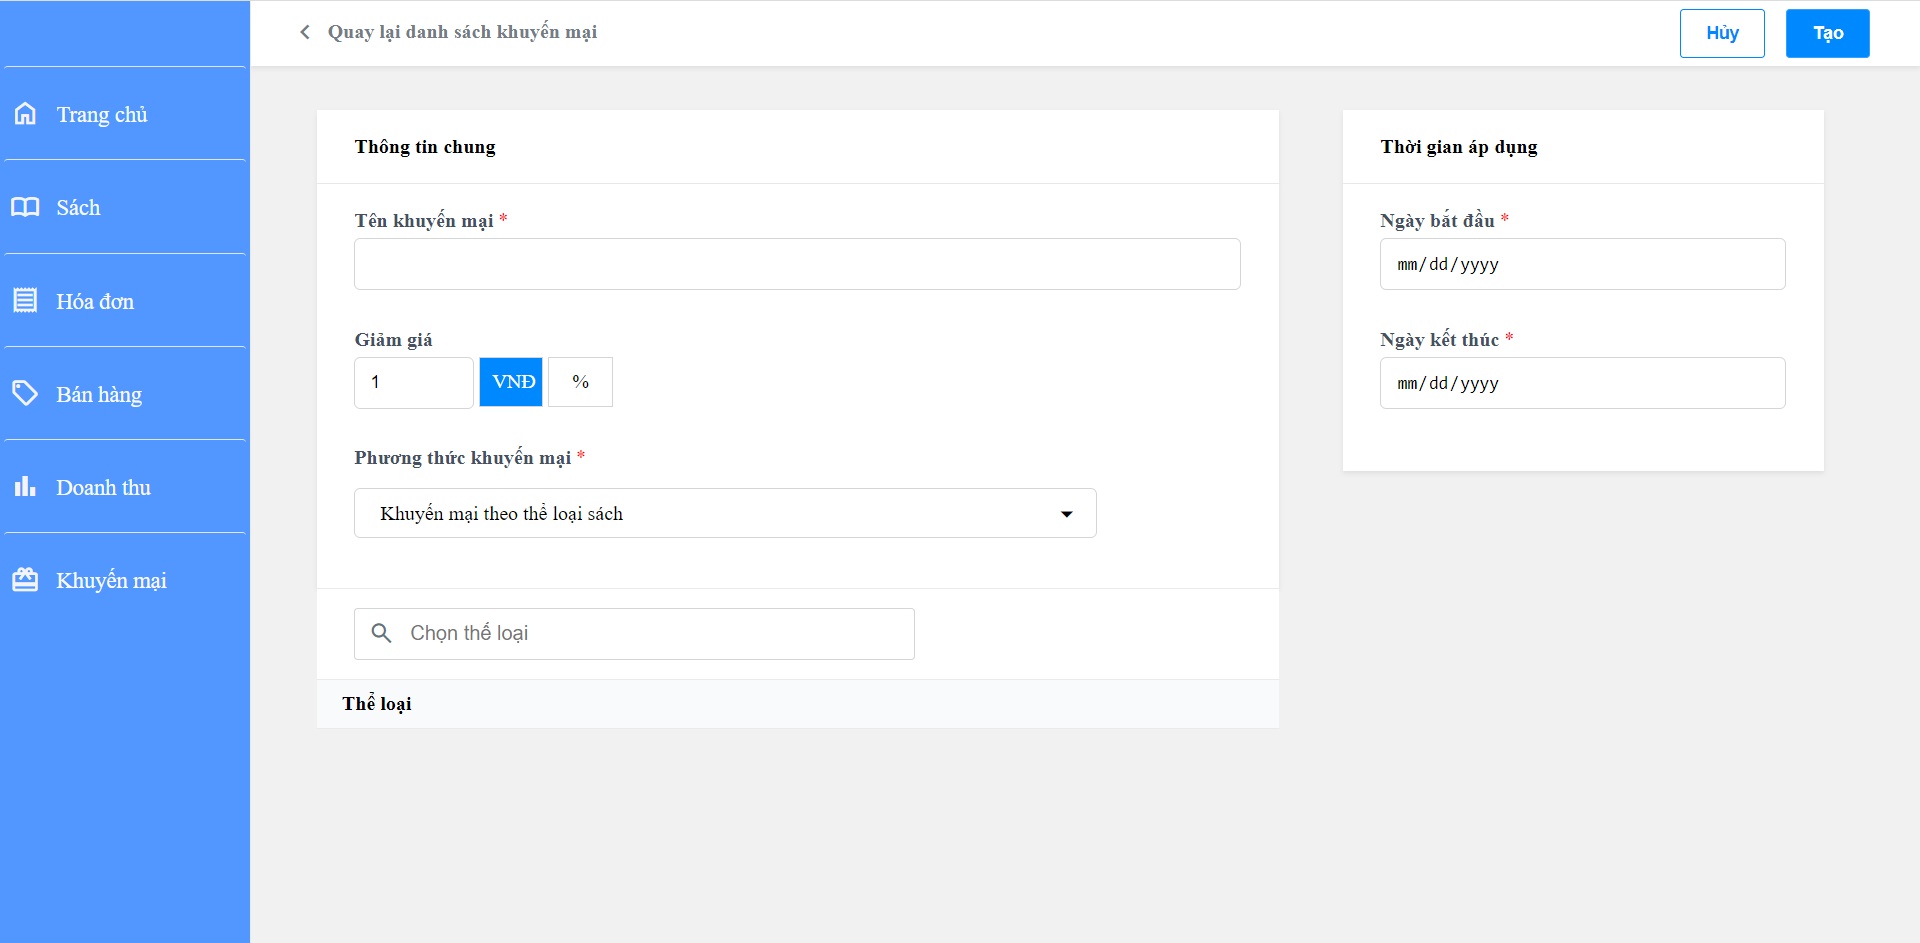 Quay lại danh sách khuyến mại
Hủy
Tạo
Trang chủ
Sách
Hóa đơn
Bán hàng
Doanh thu
Khuyến mại
Thông tin chung
Tên khuyến mại *
Giảm giá
1 VNĐ %
Phương thức khuyến mại *
Khuyến mại theo thể loại sách
Chọn thế loại
Thể loại
Thời gian áp dụng
Ngày bắt đầu *
mm/dd/yyyy
Ngày kết thúc *
mm/dd/yyyy